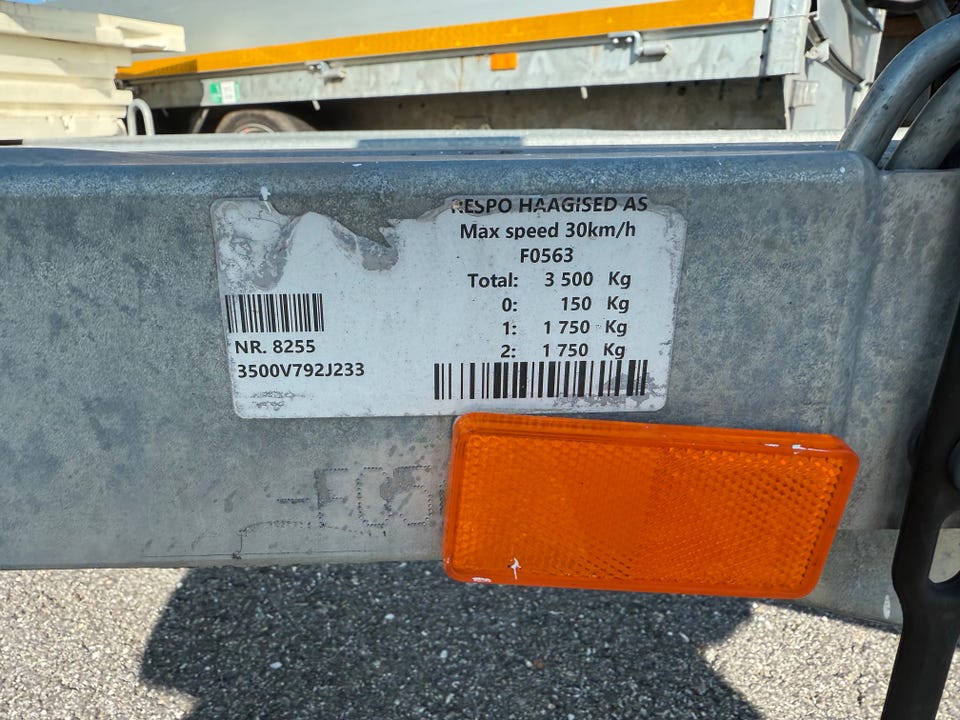 RESPO HAAGISED AS
Max speed 30km/h
F0563
Total: 3 500 Kg
0: 150 Kg
1: 1 750 Kg
2: 1 750 Kg
NR. 8255
3500V792J233
-F05